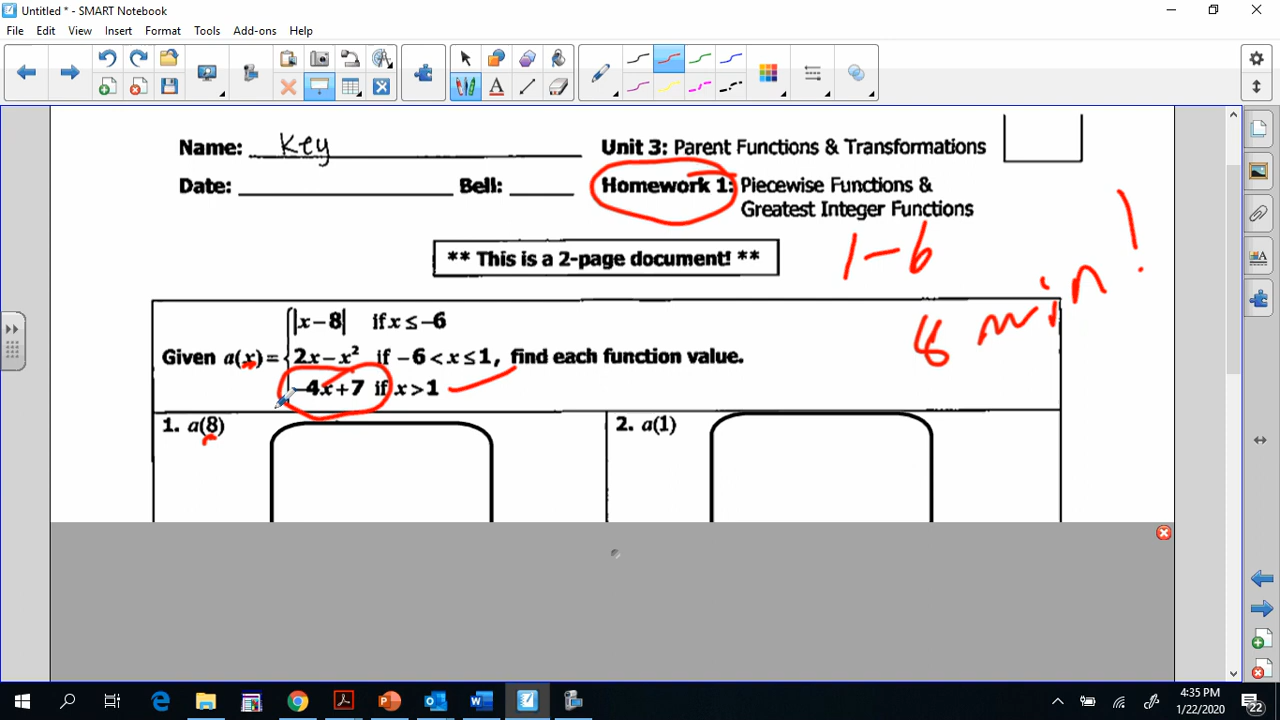 Untitled * - SMART Notebook
File Edit View Insert Format Tools Add-ons Help
Name: Key Unit 3: Parent Functions & Transformations
Date: Bell: Homework 1: Piecewise Functions &
Greatest Integer Functions
1-6
** This is a 2-page document! **
8 min!
|x-8| if x ≤ -6
Given a(x) = 2x-x² if -6 < x ≤ 1, find each function value.
-4x+7 if x > 1
1. a(8) 2. a(1)
4:35 PM
1/22/2020
22